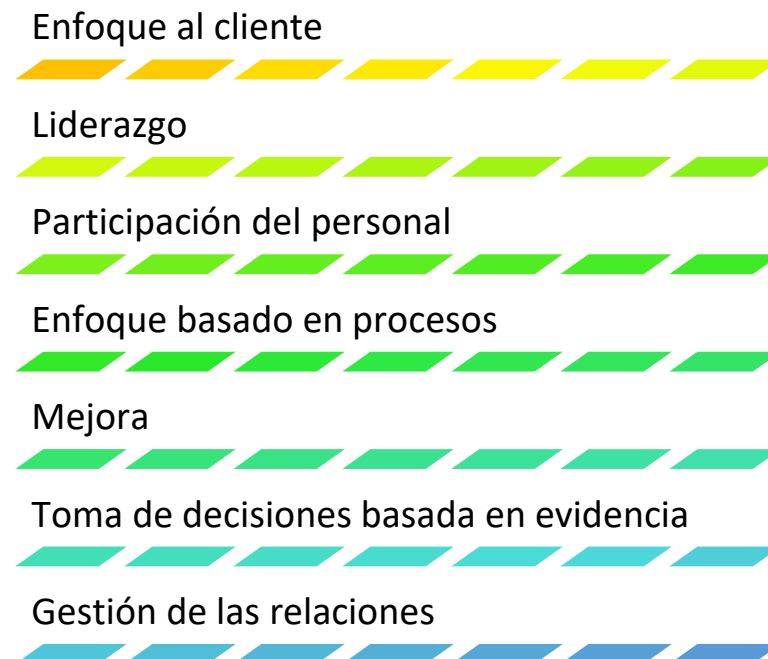 Enfoque al cliente
Liderazgo
Participación del personal
Enfoque basado en procesos
Mejora
Toma de decisiones basada en evidencia
Gestión de las relaciones